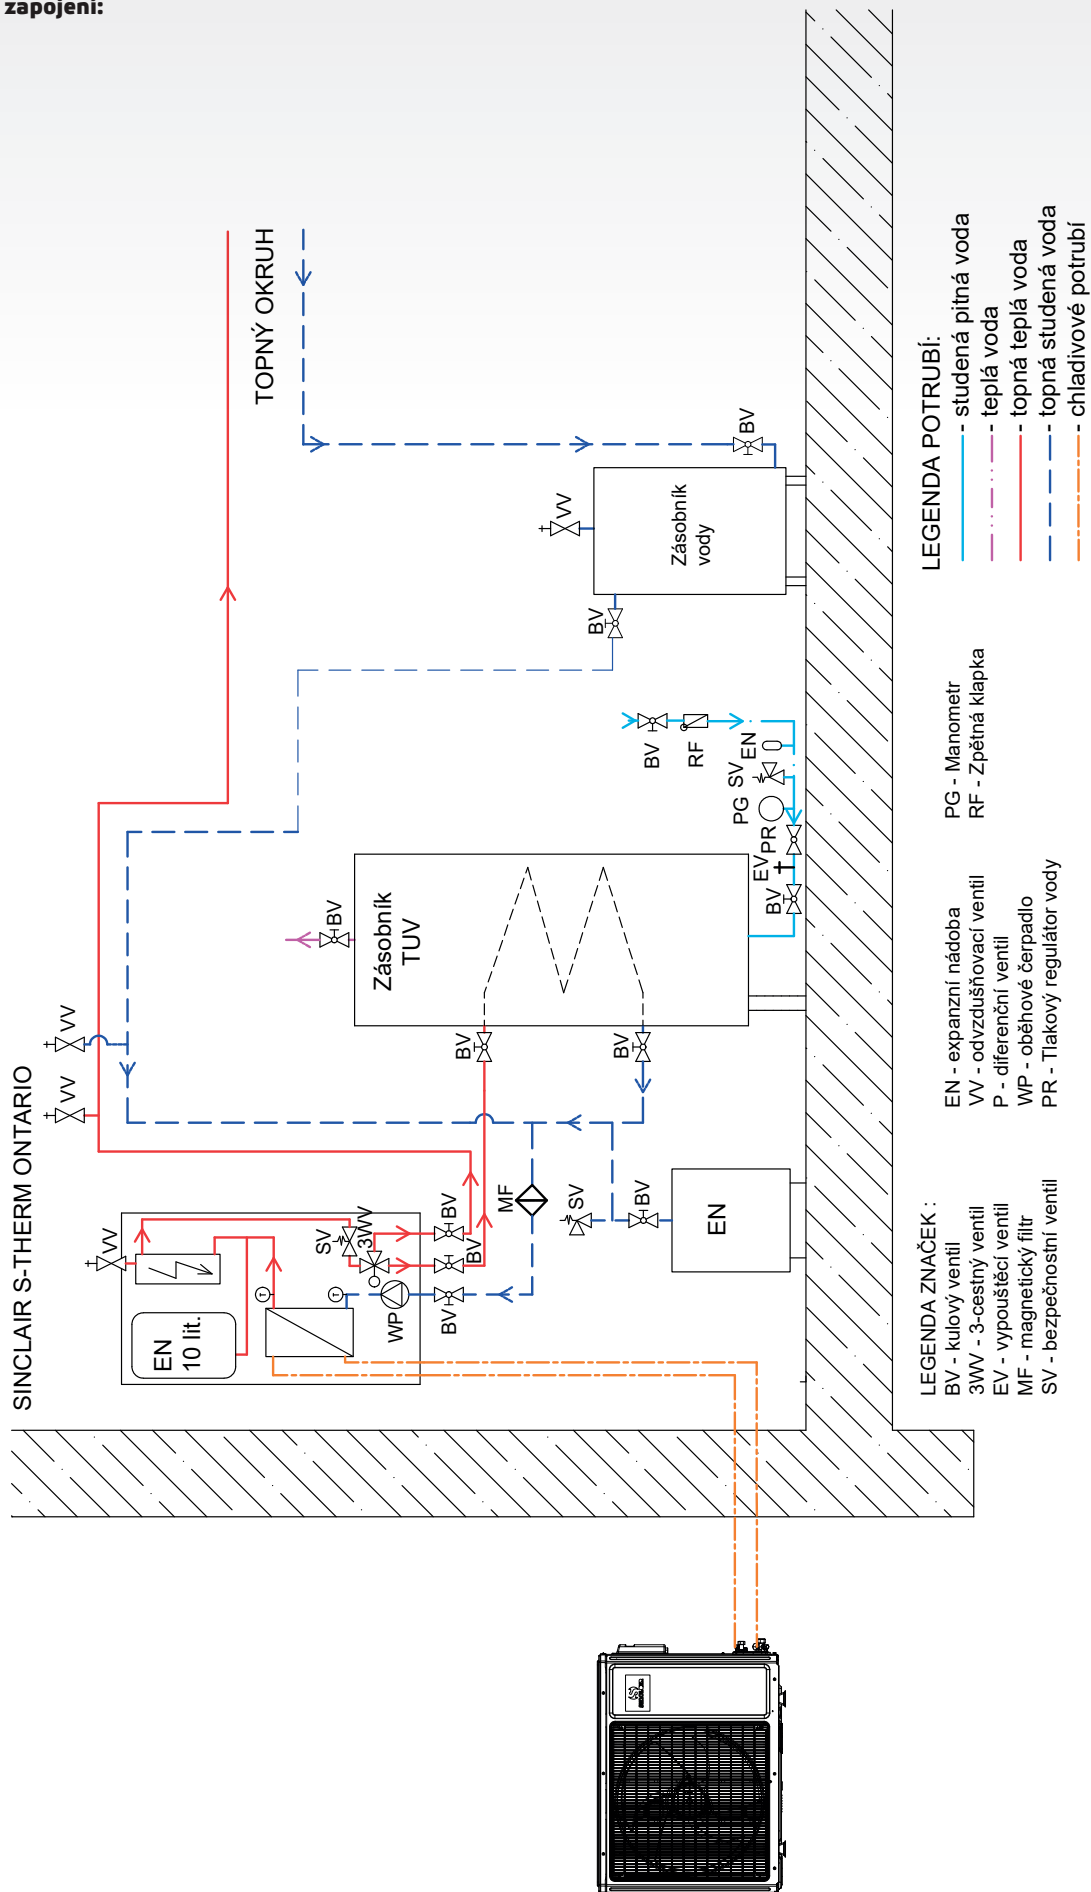 zapojení:
SINCLAIR S-THERM ONTARIO
VV
VV
VV
EN
10 lit.
T
T
SV
3WV
WP
BV
BV
BV
MF
TOPNÝ OKRUH
BV
Zásobník
TUV
BV
BV
SV
BV
EN
VV
BV
Zásobník
vody
BV
BV
RF
EN
SV
PG
PR
EV
BV
LEGENDA ZNAČEK :
BV - kulový ventil
3WV - 3-cestný ventil
EV - vypouštěcí ventil
MF - magnetický filtr
SV - bezpečnostní ventil
EN - expanzní nádoba
VV - odvzdušňovací ventil
P - diferenční ventil
WP - oběhové čerpadlo
PR - Tlakový regulátor vody
PG - Manometr
RF - Zpětná klapka
LEGENDA POTRUBÍ:
- studená pitná voda
- teplá voda
- topná teplá voda
- topná studená voda
- chladivové potrubí